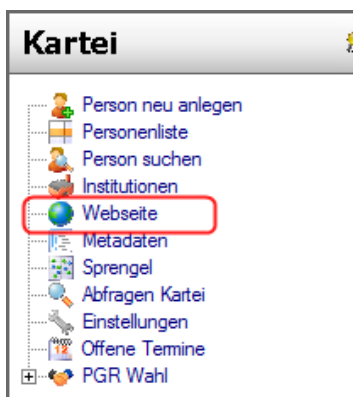 Kartei
Person neu anlegen
Personenliste
Person suchen
Institutionen
Webseite
Metadaten
Sprengel
Abfragen Kartei
Einstellungen
Offene Termine
PGR Wahl